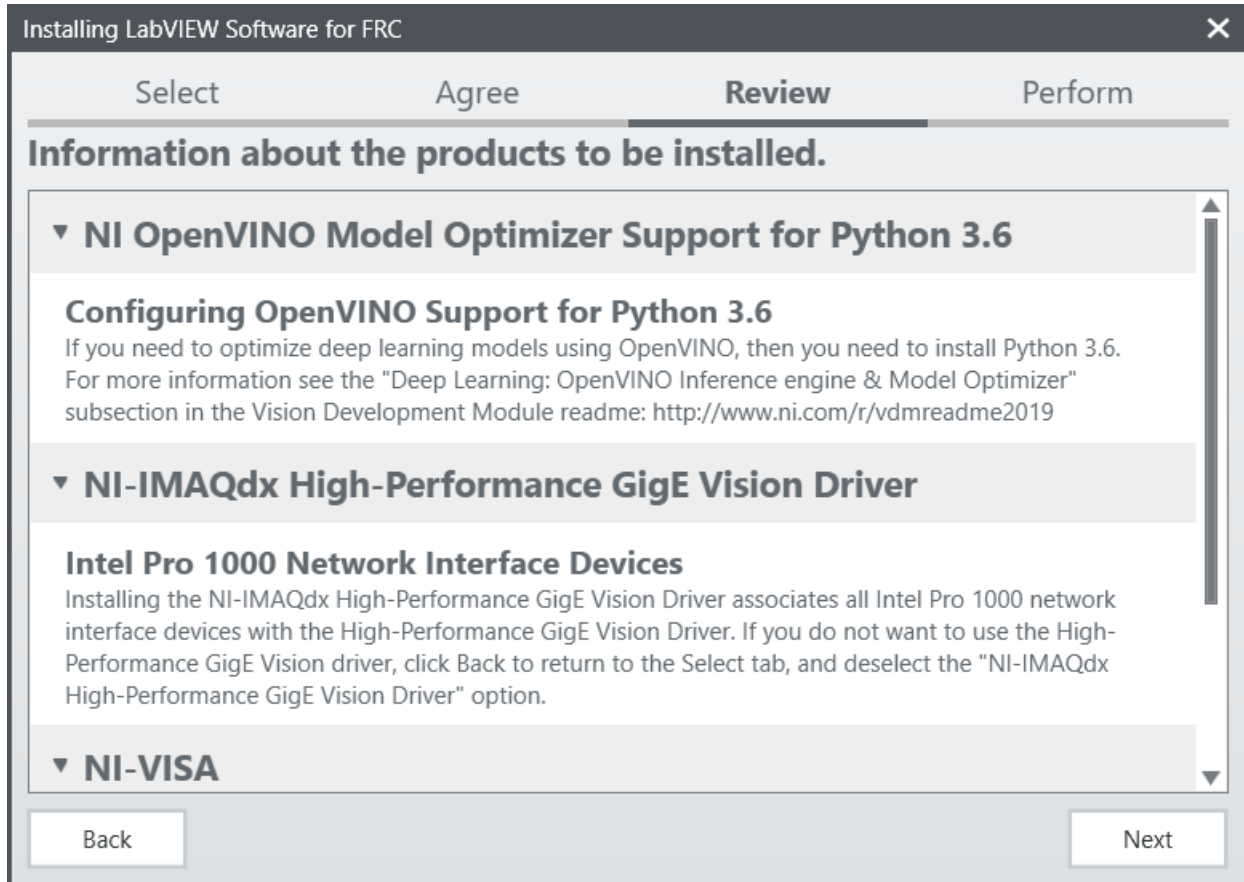 Installing LabVIEW Software for FRC
Select Agree Review Perform
Information about the products to be installed.
NI OpenVINO Model Optimizer Support for Python 3.6
Configuring OpenVINO Support for Python 3.6
If you need to optimize deep learning models using OpenVINO, then you need to install Python 3.6.
For more information see the "Deep Learning: OpenVINO Inference engine & Model Optimizer"
subsection in the Vision Development Module readme: http://www.ni.com/r/vdmreadme2019
NI-IMAQdx High-Performance GigE Vision Driver
Intel Pro 1000 Network Interface Devices
Installing the NI-IMAQdx High-Performance GigE Vision Driver associates all Intel Pro 1000 network
interface devices with the High-Performance GigE Vision Driver. If you do not want to use the High-
Performance GigE Vision driver, click Back to return to the Select tab, and deselect the "NI-IMAQdx
High-Performance GigE Vision Driver" option.
NI-VISA
Back Next